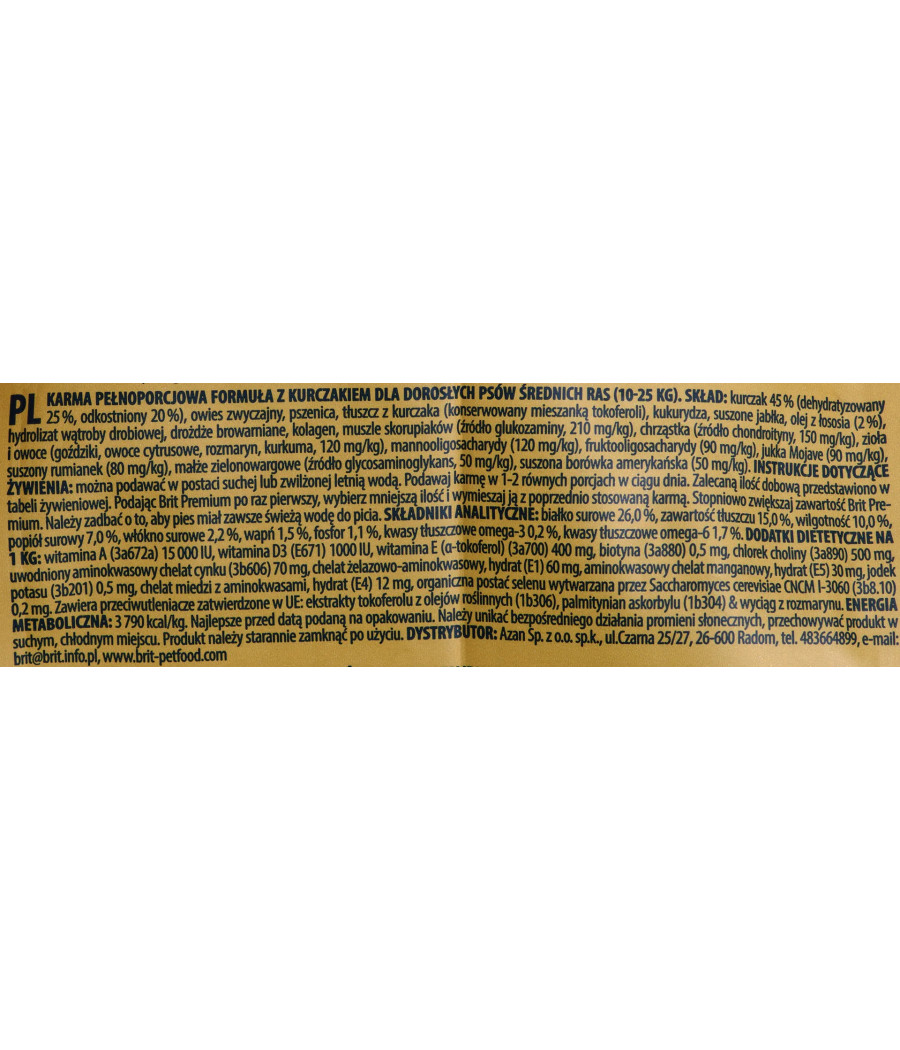 PL KARMA PEŁNOPORCJOWA FORMUŁA Z KURCZAKIEM DLA DOROSŁYCH PSÓW ŚREDNICH RAS (10-25 KG). SKŁAD: kurczak 45 % (dehydratyzowany
25 %, odkostniony 20 %), owies zwyczajny, pszenica, tłuszcz z kurczaka (konserwowany mieszanką tokoferoli), kukurydza, suszone jabłka, olej z łososia (2 %),
hydrolizat wątroby drobiowej, drożdże browarniane, kolagen, muszle skorupiaków (źródło glukozaminy, 210 mg/kg), chrząstka (źródło chondroityny, 150 mg/kg), zioła
i owoce (goździki, owoce cytrusowe, rozmaryn, kurkuma, 120 mg/kg), mannooligosacharydy (120 mg/kg), fruktooligosacharydy (90 mg/kg), jukka Mojave (90 mg/kg),
suszony rumianek (80 mg/kg), małże zielonowargowe (źródło glycosaminoglykans, 50 mg/kg), suszona borówka amerykańska (50 mg/kg). INSTRUKCJE DOTYCZĄCE
ŻYWIENIA: można podawać w postaci suchej lub zwilżonej letnią wodą. Podawaj karmę w 1-2 równych porcjach w ciągu dnia. Zalecaną ilość dobową przedstawiono w
tabeli żywieniowej. Podając Brit Premium po raz pierwszy, wybierz mniejszą ilość i wymieszaj ją z poprzednio stosowaną karmą. Stopniowo zwiększaj zawartość Brit Pre-
mium. Należy zadbać o to, aby pies miał zawsze świeżą wodę do picia. SKŁADNIKI ANALITYCZNE: białko surowe 26,0 %, zawartość tłuszczu 15,0 %, wilgotność 10,0 %,
popiół surowy 7,0 %, włókno surowe 2,2 %, wapń 1,5 %, fosfor 1,1 %, kwasy tłuszczowe omega-3 0,2 %, kwasy tłuszczowe omega-6 1,7 %. DODATKI DIETETYCZNE NA
1 KG: witamina A (3a672a) 15 000 IU, witamina D3 (E671) 1000 IU, witamina E (α-tokoferol) (3a700) 400 mg, biotyna (3a880) 0,5 mg, chlorek choliny (3a890) 500 mg,
uwodniony aminokwasowy chelat cynku (3b606) 70 mg, chelat żelazowo-aminokwasowy, hydrat (E1) 60 mg, aminokwasowy chelat manganowy, hydrat (E5) 30 mg, jodek
potasu (3b201) 0,5 mg, chelat miedzi z aminokwasami, hydrat (E4) 12 mg, organiczna postać selenu wytwarzana przez Saccharomyces cerevisiae CNCM I-3060 (3b8.10)
0,2 mg. Zawiera przeciwutleniacze zatwierdzone w UE: ekstrakty tokoferolu z olejów roślinnych (1b306), palmitynian askorbylu (1b304) & wyciąg z rozmarynu. ENERGIA
METABOLICZNA: 3 790 kcal/kg. Najlepsze przed datą podaną na opakowaniu. Należy unikać bezpośredniego działania promieni słonecznych, przechowywać produkt w
suchym, chłodnym miejscu. Produkt należy starannie zamknąć po użyciu. DYSTRYBUTOR: Azan Sp. z o.o. sp.k., ul.Czarna 25/27, 26-600 Radom, tel. 483664899, e-mail:
brit@brit.info.pl, www.brit-petfood.com